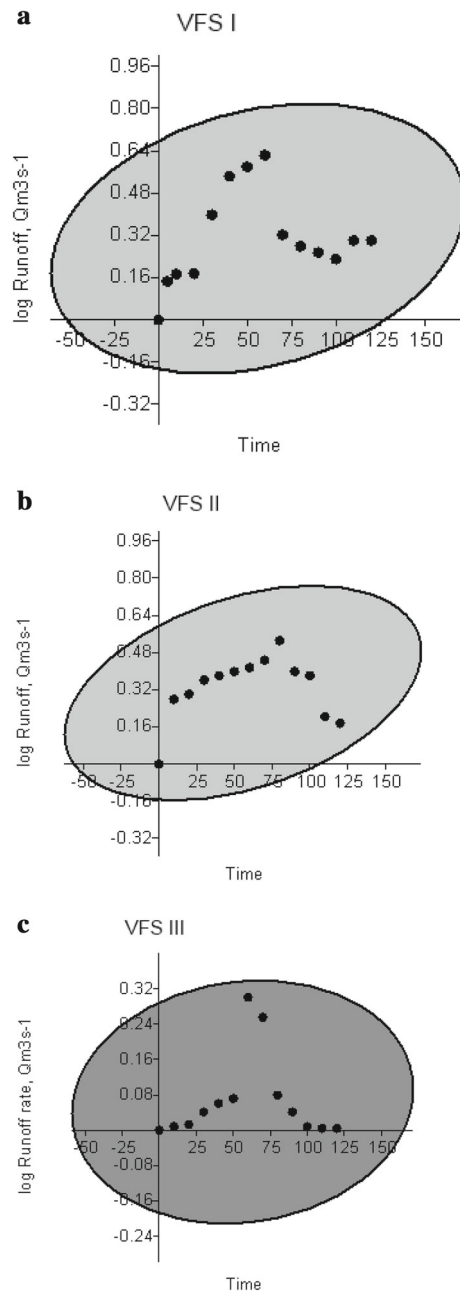 a
VFS I
0.96
0.80
0.64
0.48
0.32
0.16
-50 -25 25 50 75 100 125 150
-0.16
-0.32
log Runoff, Qm3s-1
Time
b
VFS II
0.96
0.80
0.64
0.48
0.32
0.16
-50 -25 25 50 75 100 125 150
-0.16
-0.32
log Runoff, Qm3s-1
Time
c
VFS III
0.32
0.24
0.16
0.08
-50 -25 25 50 75 100 125 150
-0.08
-0.16
-0.24
log Runoff rate, Qm3s-1
Time